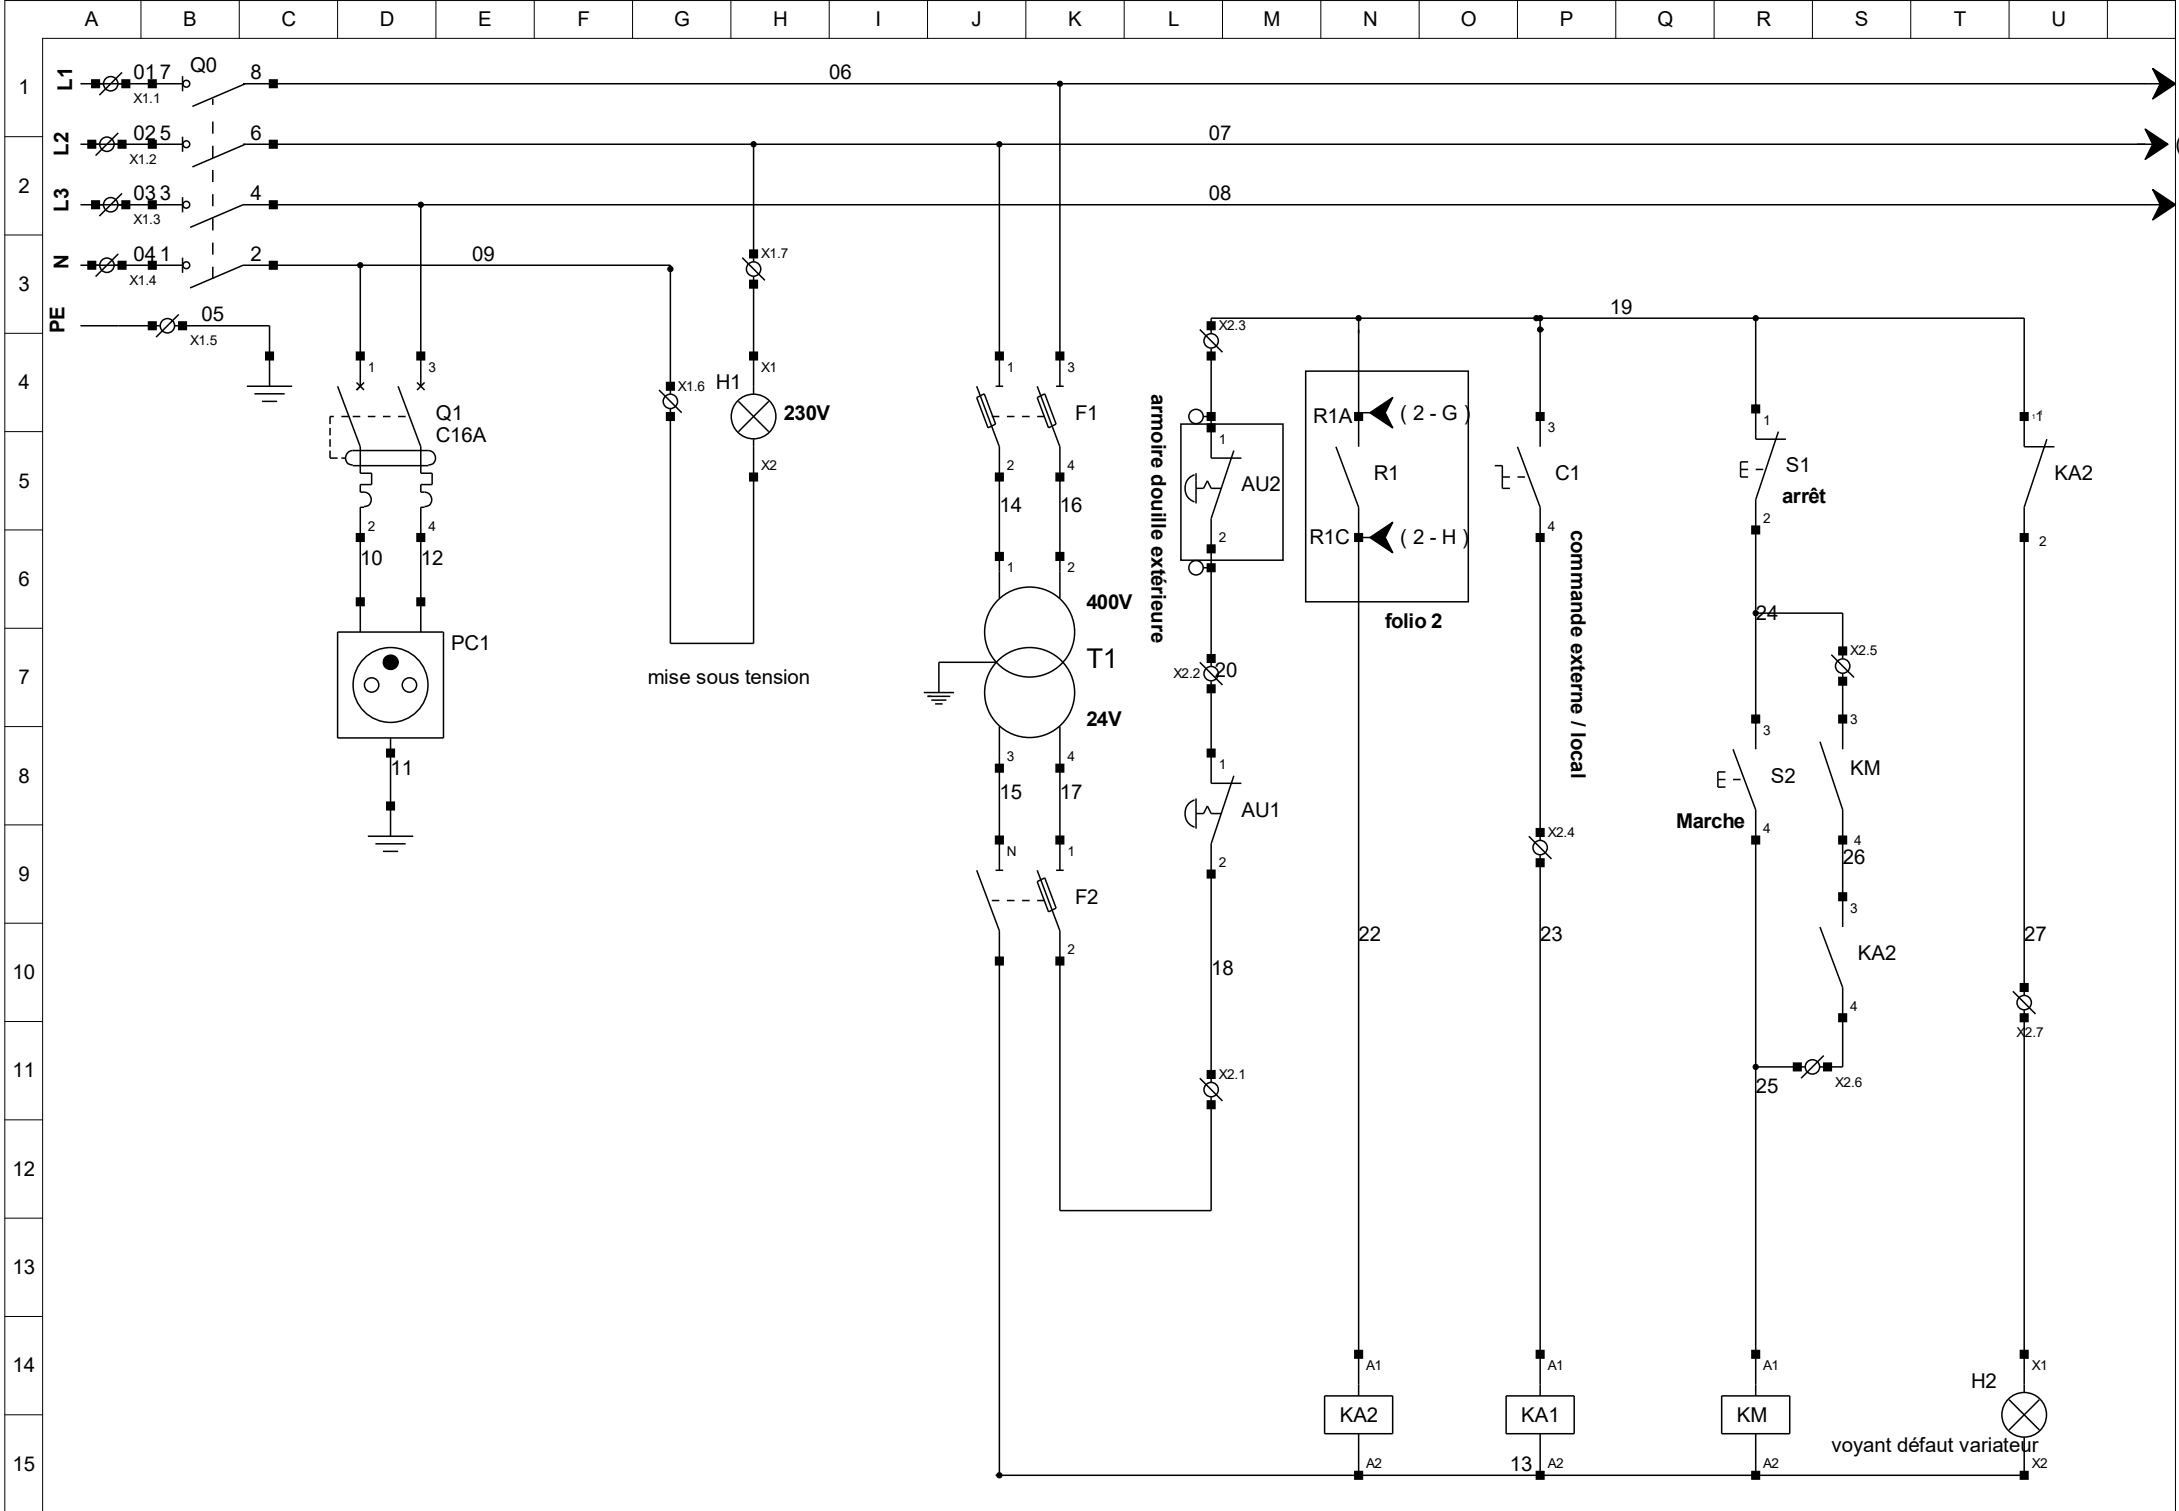 A B C D E F G H I J K L M N O P Q R S T U
1
2
3
4
5
6
7
8
9
10
11
12
13
14
15
L1 01 7 Q0 8 06
X1.1
L2 02 5 6 07
X1.2
L3 03 3 4 08
X1.3
N 04 1 2 09
X1.4
PE 05
X1.5
1 3
Q1
C16A
2 4
10 12
PC1
11
X1.6
X1.7
X1
H1
230V
X2
mise sous tension
1 3
F1
2 4
14 16
1 2
400V
T1
24V
3 4
15 17
N 1
F2
2
X2.3
armoire douille extérieure
1
AU2
2
X2.2 20
1
AU1
2
18
X2.1
19
R1A ( 2 - G )
R1
R1C ( 2 - H )
folio 2
22
A1
KA2
A2
3
C1
4
commande externe / local
X2.4
23
A1
KA1
13 A2
1
S1
arrêt
2
24
3
S2
Marche
4
25
A1
KM
A2
X2.5
3
KM
4
26
3
KA2
4
X2.6
1
KA2
2
27
X2.7
X1
H2
voyant défaut variateur
X2